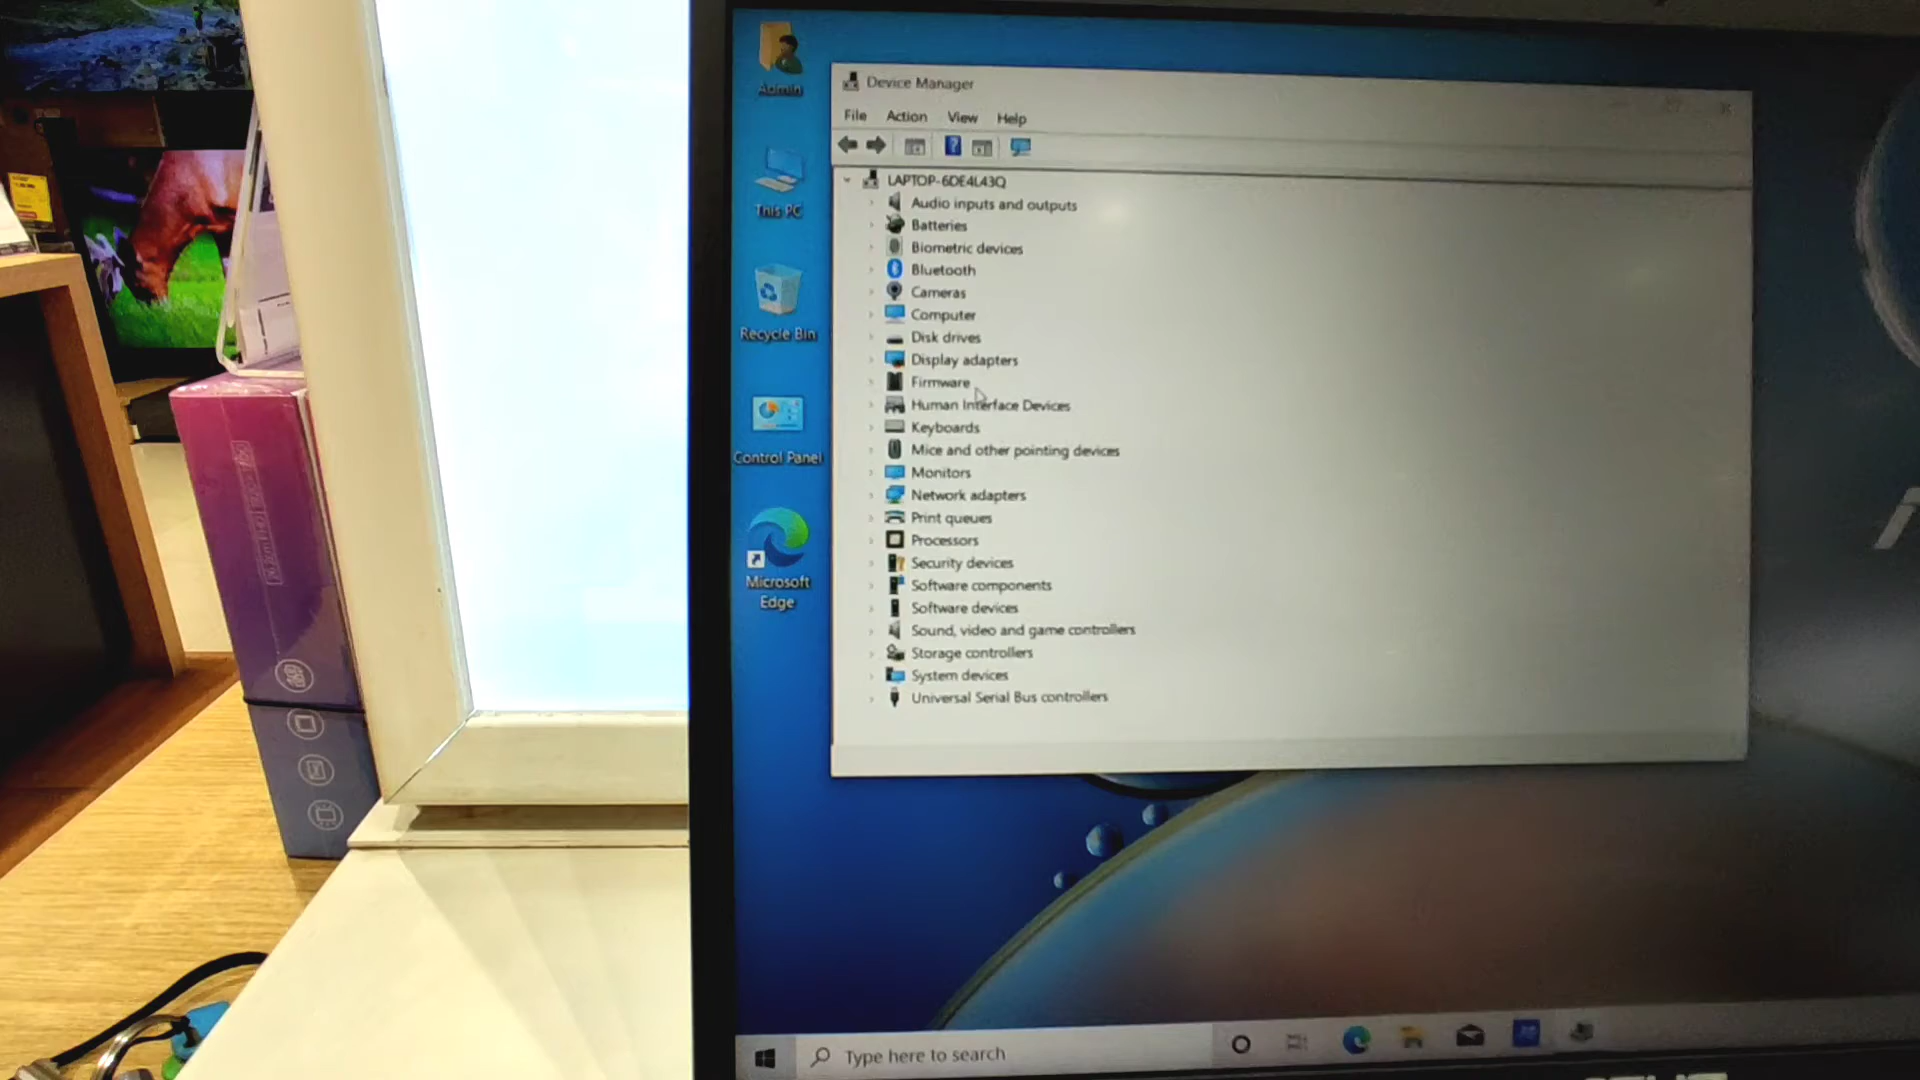 Admin
This PC
Recycle Bin
Control Panel
Microsoft
Edge
Device Manager
File Action View Help
LAPTOP-6DE4L43Q
Audio inputs and outputs
Batteries
Biometric devices
Bluetooth
Cameras
Computer
Disk drives
Display adapters
Firmware
Human Interface Devices
Keyboards
Mice and other pointing devices
Monitors
Network adapters
Print queues
Processors
Security devices
Software components
Software devices
Sound, video and game controllers
Storage controllers
System devices
Universal Serial Bus controllers
Type here to search